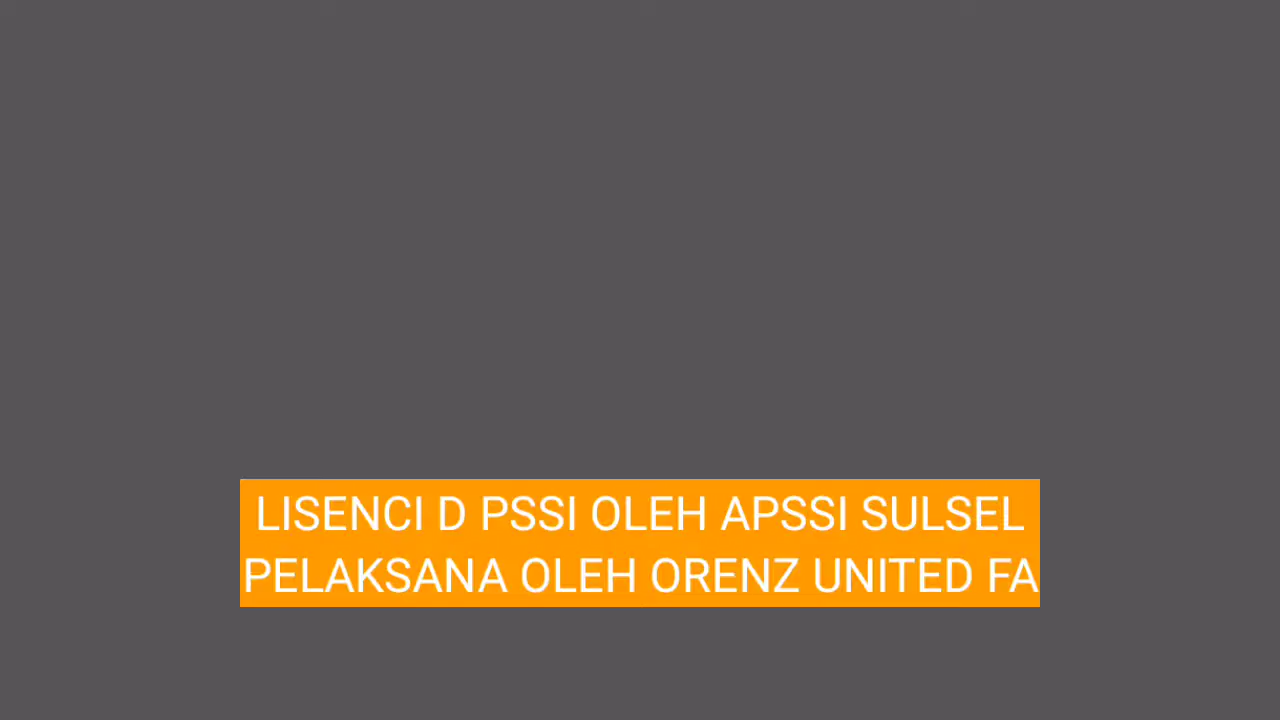 LISENCI D PSSI OLEH APSSI SULSEL
PELAKSANA OLEH ORENZ UNITED FA